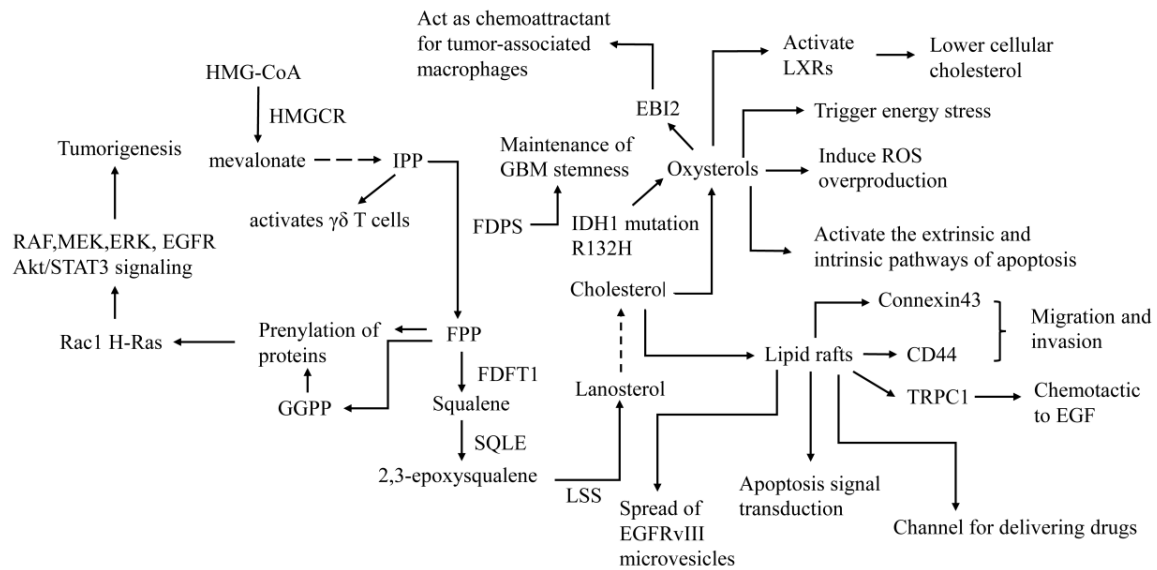 Act as chemoattractant
for tumor-associated
macrophages
Activate
LXRs
Lower cellular
cholesterol
HMG-CoA
HMGCR
EBI2
Trigger energy stress
Tumorigenesis
mevalonate
IPP
Maintenance of
GBM stemness
Oxysterols
Induce ROS
overproduction
activates γδ T cells
FDPS
IDH1 mutation
R132H
RAF,MEK,ERK, EGFR
Akt/STAT3 signaling
Activate the extrinsic and
intrinsic pathways of apoptosis
Cholesterol
Connexin43
Migration and
invasion
Rac1 H-Ras
Prenylation of
proteins
FPP
Lipid rafts
CD44
FDFT1
GGPP
Squalene
Lanosterol
TRPC1
Chemotactic
to EGF
SQLE
2,3-epoxysqualene
LSS
Spread of
EGFRvIII
microvesicles
Apoptosis signal
transduction
Channel for delivering drugs